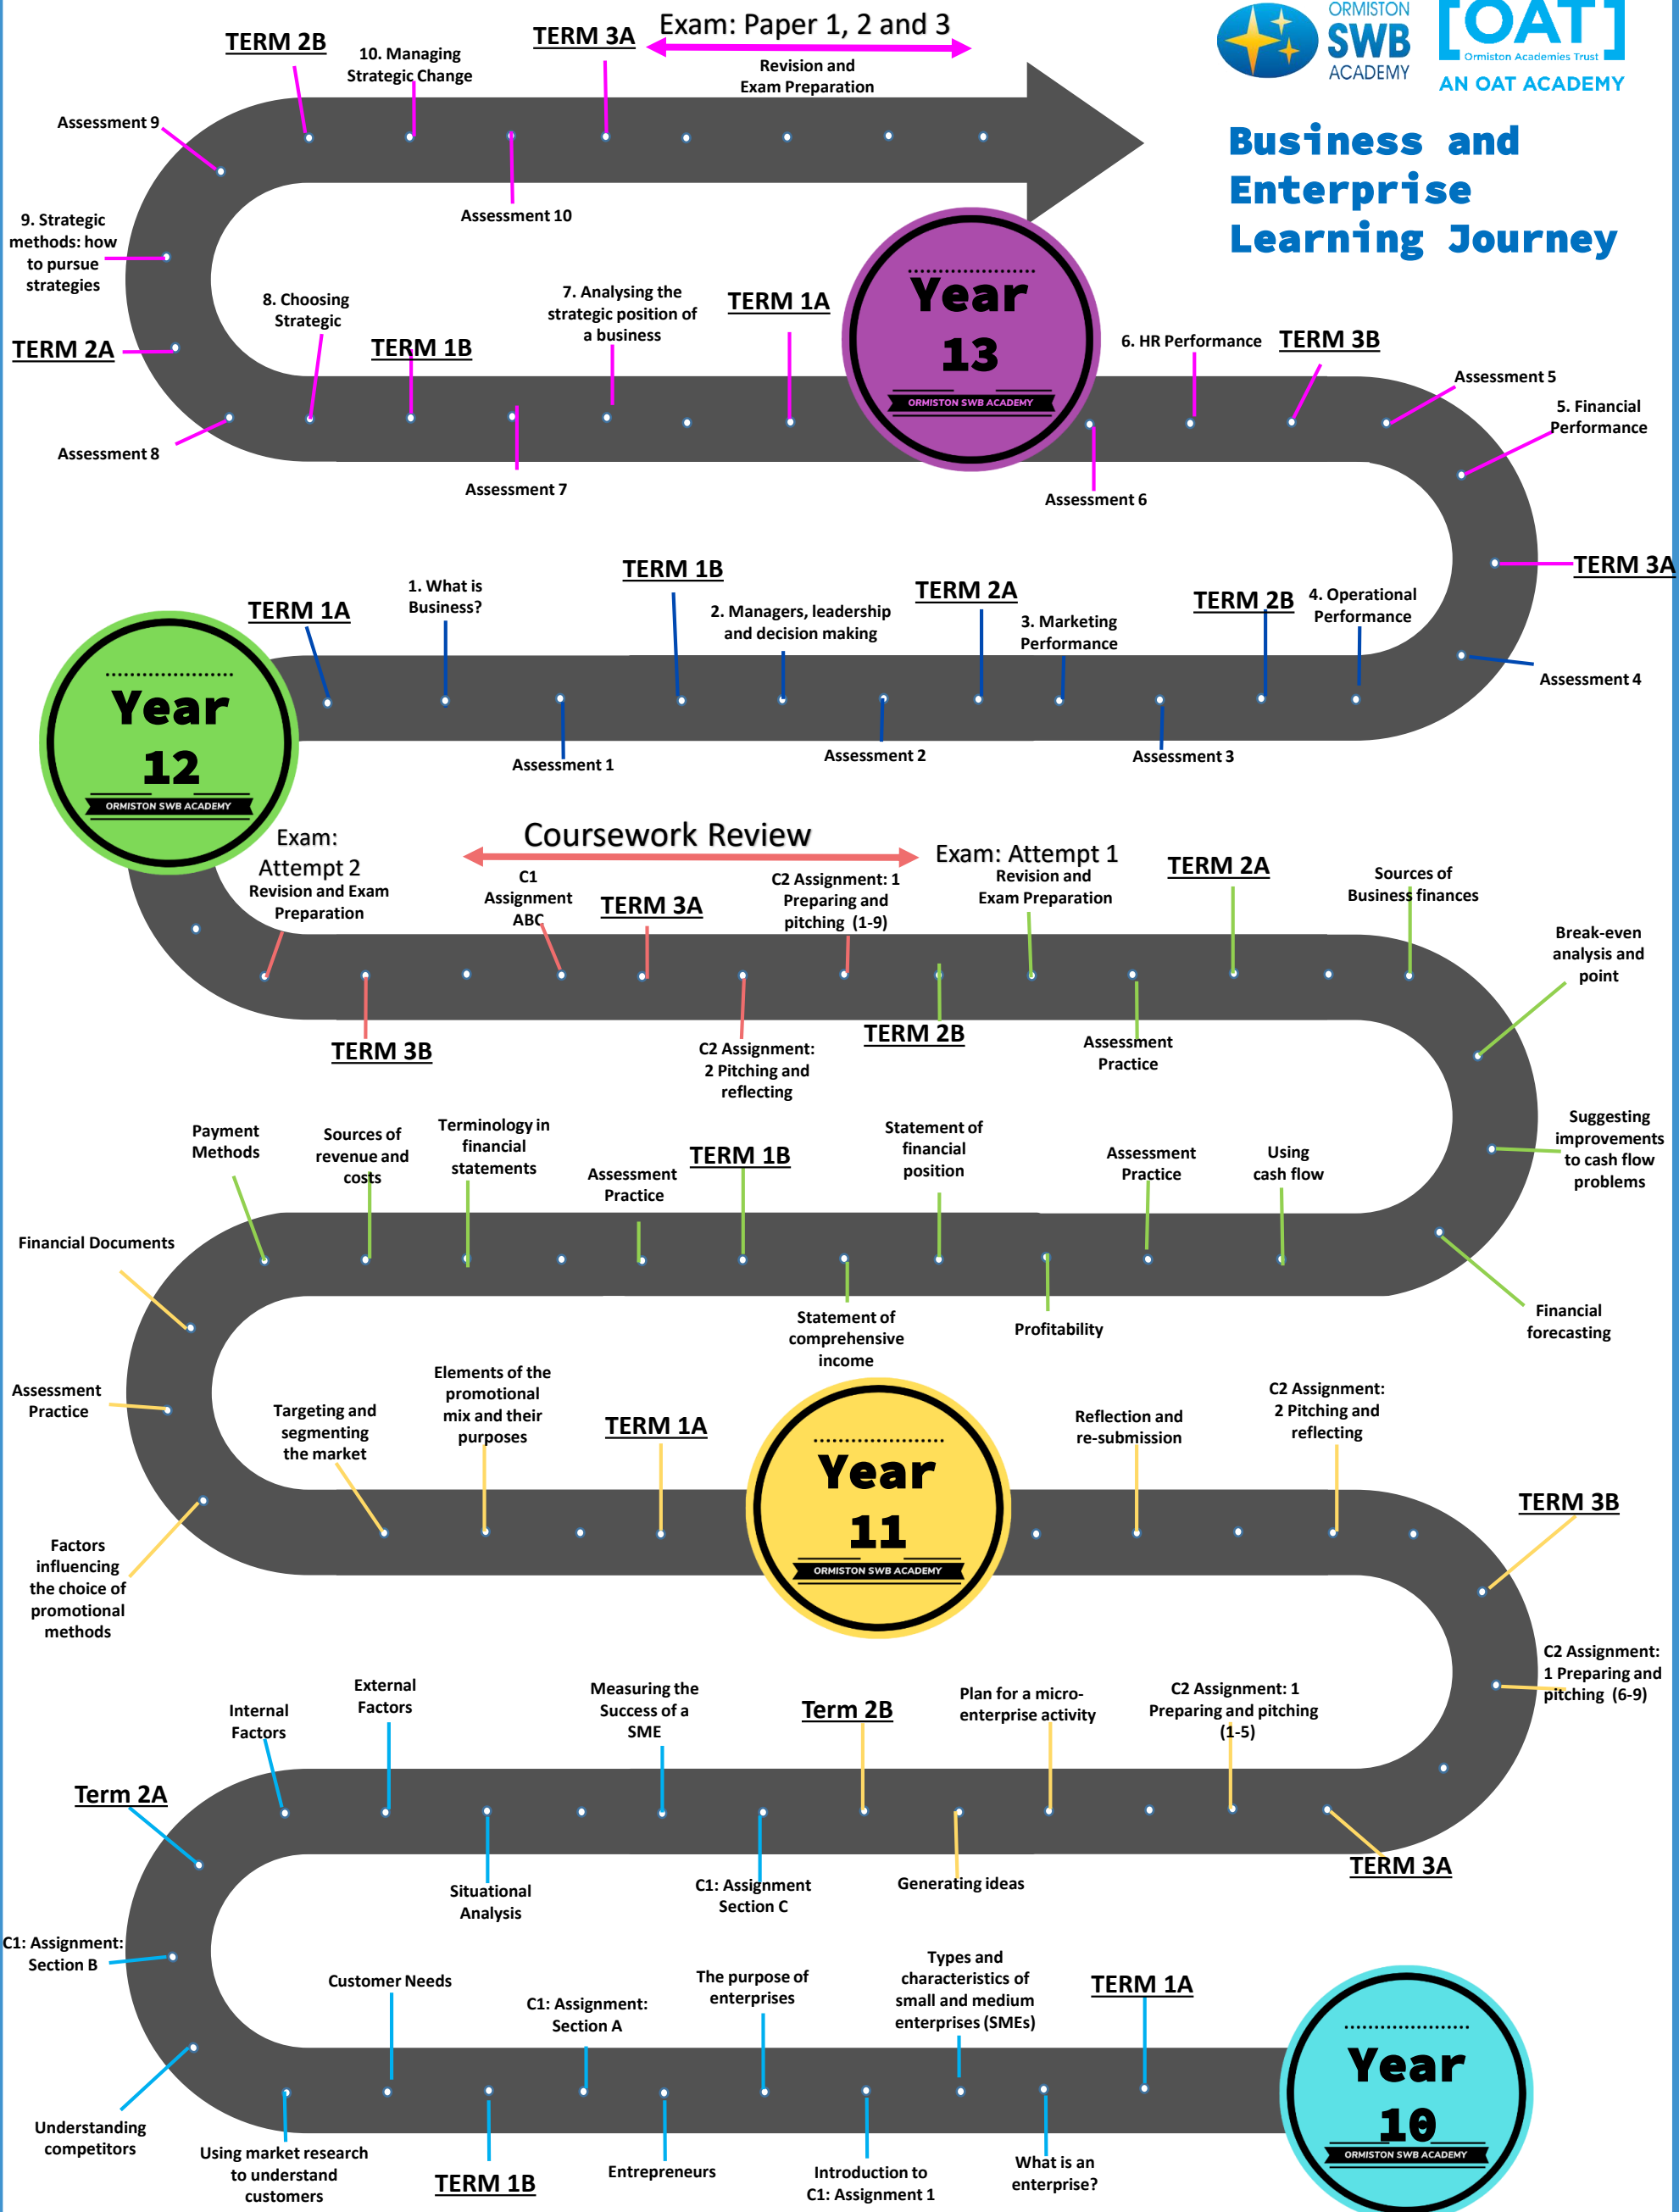 TERM 2B
10. Managing
Strategic Change
TERM 3A
Exam: Paper 1, 2 and 3
Revision and
Exam Preparation
ORMISTON
SWB
ACADEMY
[OAT]
Ormiston Academies Trust
AN OAT ACADEMY
Business and
Enterprise
Learning Journey
Assessment 9
Assessment 10
9. Strategic
methods: how
to pursue
strategies
TERM 2A
8. Choosing
Strategic
TERM 1B
7. Analysing the
strategic position of
a business
TERM 1A
Year
13
ORMISTON SWB ACADEMY
6. HR Performance
TERM 3B
Assessment 5
5. Financial
Performance
Assessment 8
Assessment 7
Assessment 6
TERM 3A
TERM 1A
1. What is
Business?
TERM 1B
2. Managers, leadership
and decision making
TERM 2A
3. Marketing
Performance
TERM 2B
4. Operational
Performance
Assessment 4
Year
12
ORMISTON SWB ACADEMY
Assessment 1
Assessment 2
Assessment 3
Exam:
Attempt 2
Revision and Exam
Preparation
Coursework Review
C1
Assignment
ABC
TERM 3A
C2 Assignment: 1
Preparing and
pitching (1-9)
Exam: Attempt 1
Revision and
Exam Preparation
TERM 2A
Sources of
Business finances
Break-even
analysis and
point
TERM 3B
C2 Assignment:
2 Pitching and
reflecting
TERM 2B
Assessment
Practice
Suggesting
improvements
to cash flow
problems
Payment
Methods
Sources of
revenue and
costs
Terminology in
financial
statements
Assessment
Practice
TERM 1B
Statement of
financial
position
Assessment
Practice
Using
cash flow
Financial Documents
Statement of
comprehensive
income
Profitability
Financial
forecasting
Assessment
Practice
Targeting and
segmenting
the market
Elements of the
promotional
mix and their
purposes
TERM 1A
Year
11
ORMISTON SWB ACADEMY
Reflection and
re-submission
C2 Assignment:
2 Pitching and
reflecting
TERM 3B
Factors
influencing
the choice of
promotional
methods
C2 Assignment:
1 Preparing and
pitching (6-9)
Internal
Factors
External
Factors
Measuring the
Success of a
SME
Term 2B
Plan for a micro-
enterprise activity
C2 Assignment: 1
Preparing and pitching
(1-5)
Term 2A
Situational
Analysis
C1: Assignment
Section C
Generating ideas
TERM 3A
C1: Assignment:
Section B
Customer Needs
C1: Assignment:
Section A
The purpose of
enterprises
Types and
characteristics of
small and medium
enterprises (SMEs)
TERM 1A
Year
10
ORMISTON SWB ACADEMY
Understanding
competitors
Using market research
to understand
customers
TERM 1B
Entrepreneurs
Introduction to
C1: Assignment 1
What is an
enterprise?